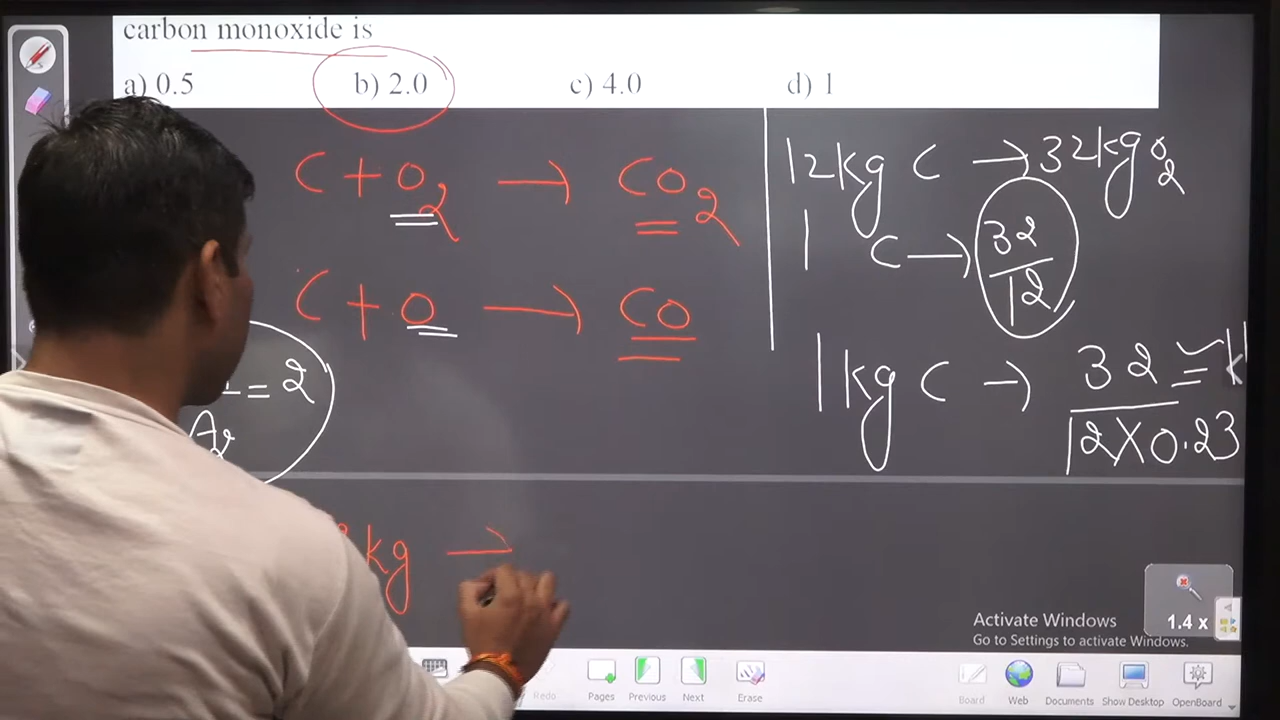 carbon monoxide is
a) 0.5 b) 2.0 c) 4.0 d) 1
C + O2 → CO2
C + O → CO
= 2
kg →
12kg C → 32kg O2
1 C → 32/12
1kg C → 32/12×0.23 =
Activate Windows
Go to Settings to activate Windows.
1.4 x
Redo Pages Previous Next Erase Board Web Documents Show Desktop OpenBoard